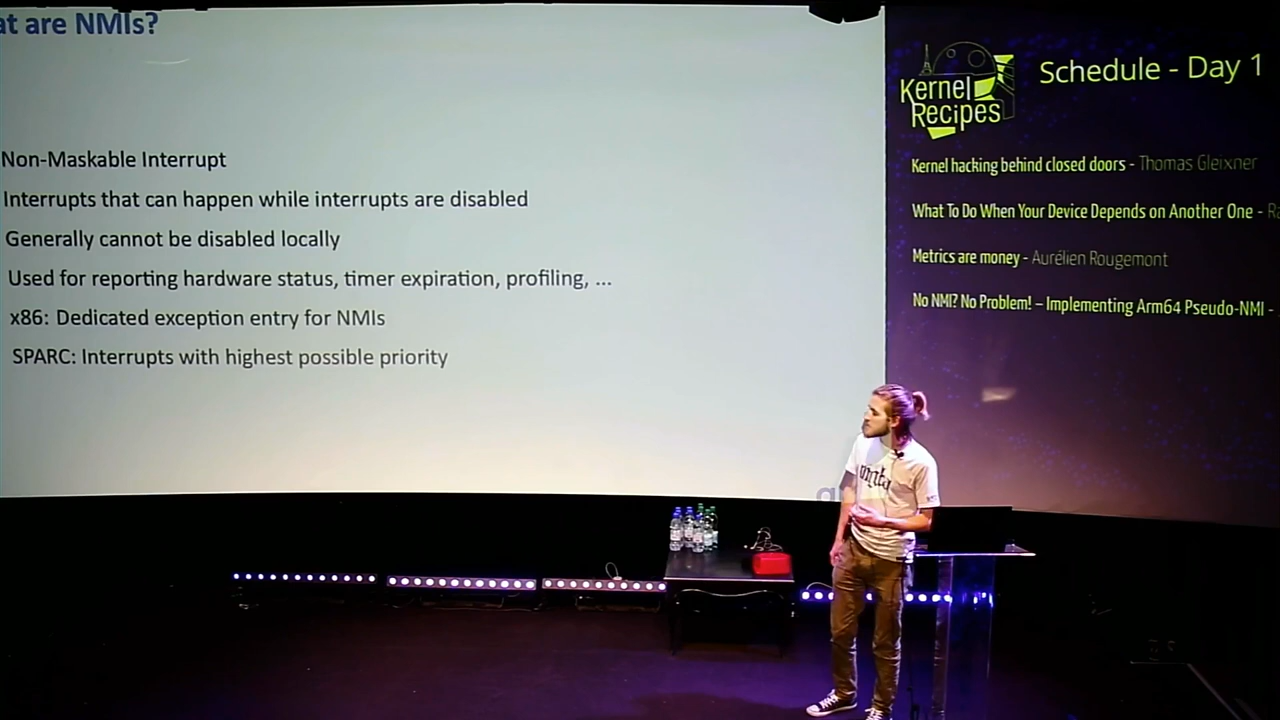 at are NMIs?
Non-Maskable Interrupt
Interrupts that can happen while interrupts are disabled
Generally cannot be disabled locally
Used for reporting hardware status, timer expiration, profiling, ...
x86: Dedicated exception entry for NMIs
SPARC: Interrupts with highest possible priority
Kernel
Recipes
Schedule - Day 1
Kernel hacking behind closed doors - Thomas Gleixner
What To Do When Your Device Depends on Another One -
Metrics are money - Aurélien Rougemont
No NMI? No Problem! – Implementing Arm64 Pseudo-NMI -